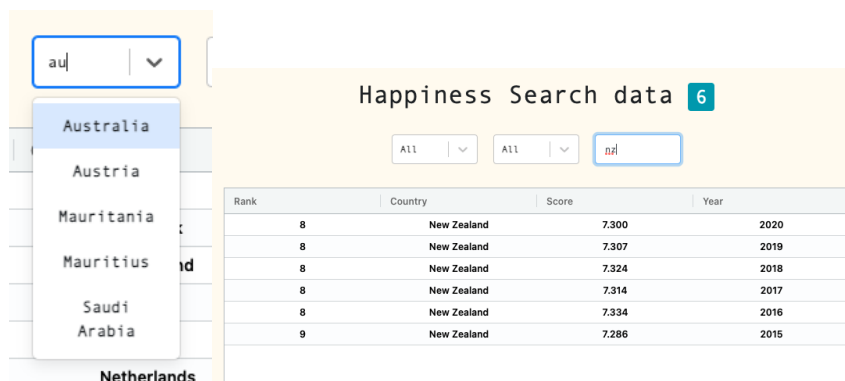 au
Australia
Austria
Mauritania
Mauritius
Saudi
Arabia
Netherlands
Happiness Search data 6
All All nz
Rank Country Score Year
8 New Zealand 7.300 2020
8 New Zealand 7.307 2019
8 New Zealand 7.324 2018
8 New Zealand 7.314 2017
8 New Zealand 7.334 2016
9 New Zealand 7.286 2015